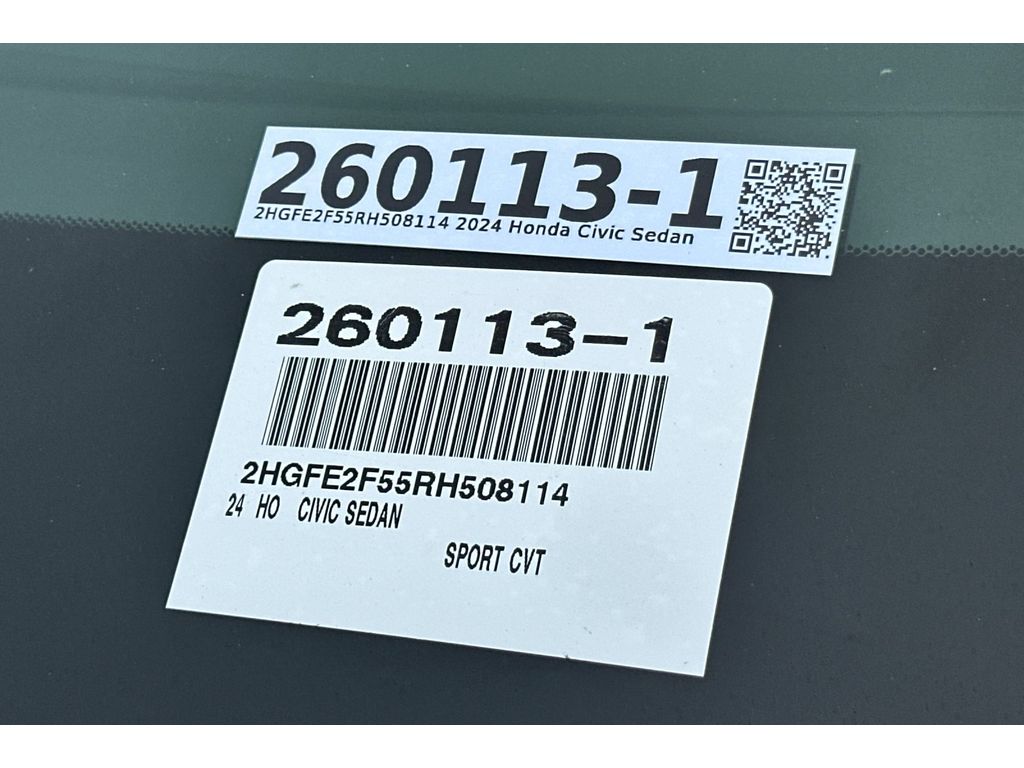 260113-1
2HGFE2F55RH508114 2024 Honda Civic Sedan
260113-1
2HGFE2F55RH508114
24 HO CIVIC SEDAN
SPORT CVT